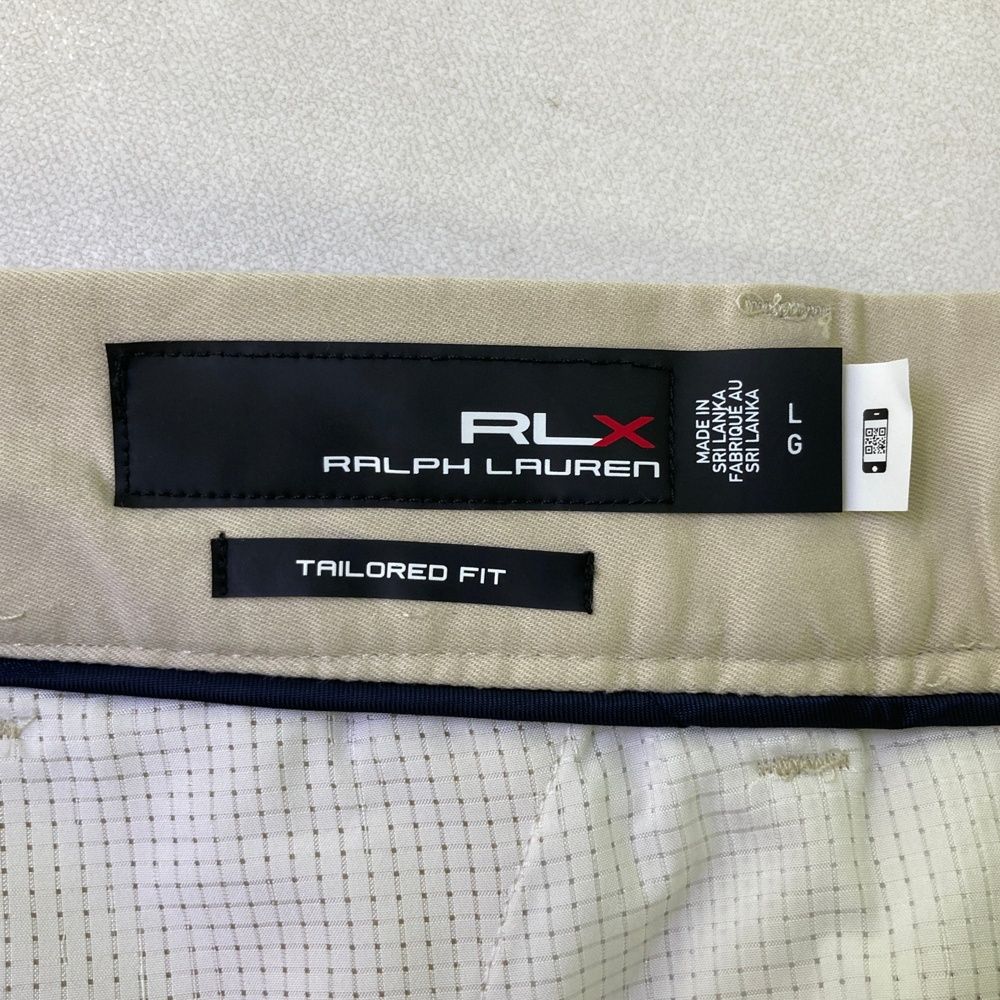 RLX
RALPH LAUREN
MADE IN
SRI LANKA
FABRIQUE AU
SRI LANKA
L
G
TAILORED FIT